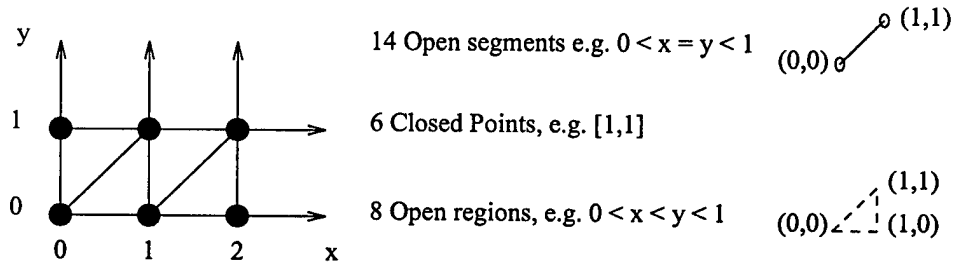 y
1
0
0 1 2 x
14 Open segments e.g. 0 < x = y < 1
(1,1)
(0,0)
6 Closed Points, e.g. [1,1]
8 Open regions, e.g. 0 < x < y < 1
(1,1)
(0,0) (1,0)